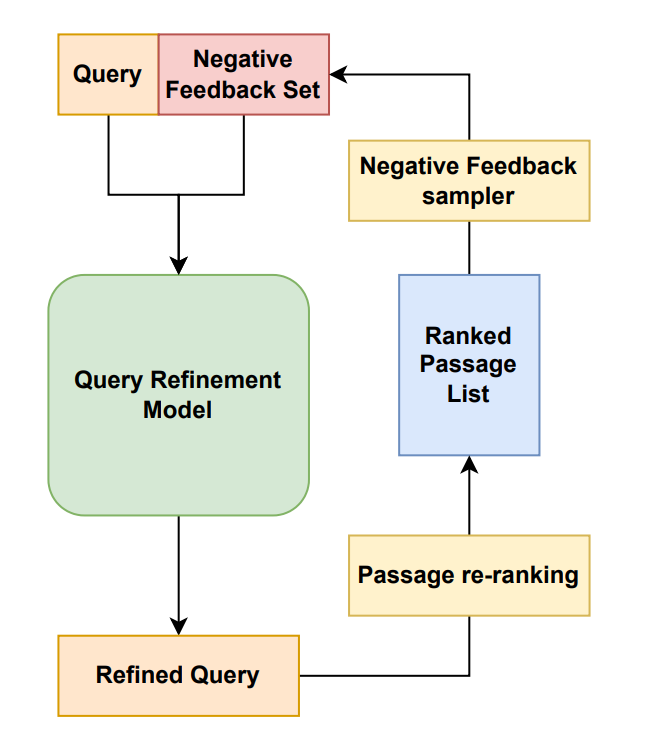 Query
Negative
Feedback Set
Negative Feedback
sampler
Ranked
Passage
List
Query Refinement
Model
Passage re-ranking
Refined Query